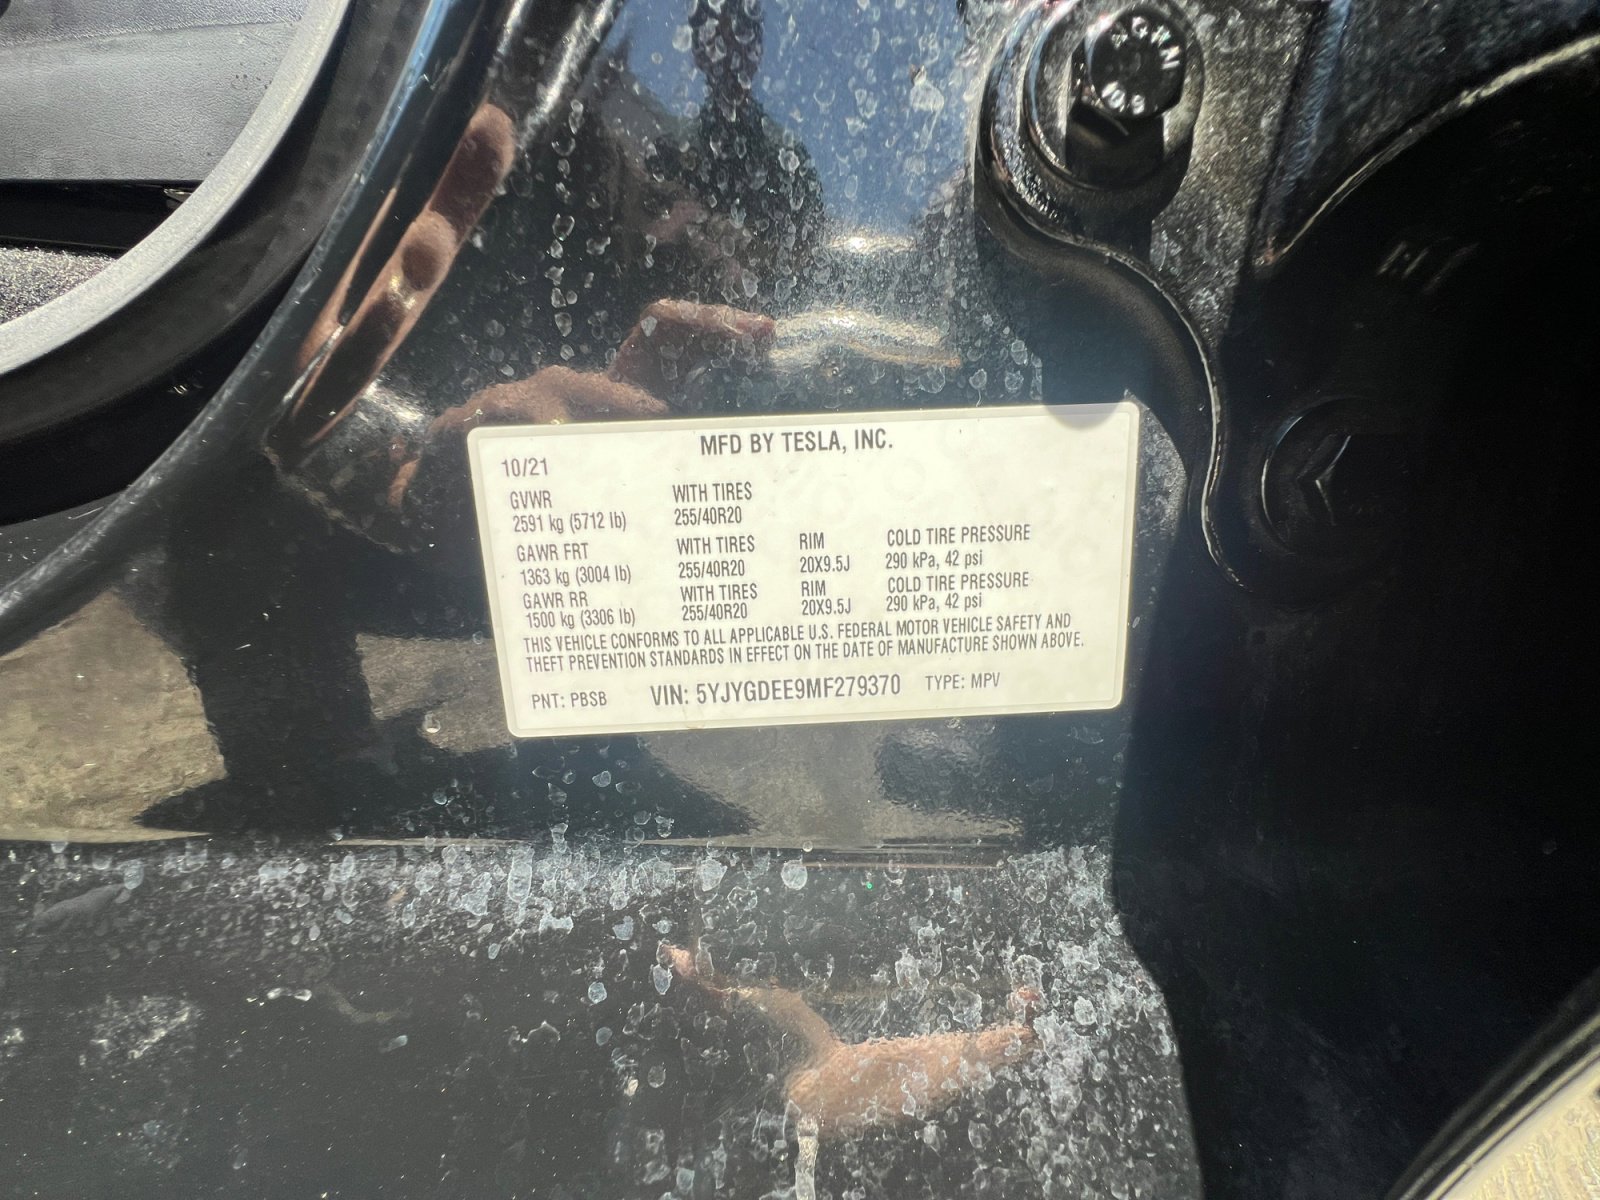 MFD BY TESLA, INC.
10/21
GVWR WITH TIRES
2591 kg (5712 lb) 255/40R20
GAWR FRT WITH TIRES RIM COLD TIRE PRESSURE
1363 kg (3004 lb) 255/40R20 20X9.5J 290 kPa, 42 psi
GAWR RR WITH TIRES RIM COLD TIRE PRESSURE
1500 kg (3306 lb) 255/40R20 20X9.5J 290 kPa, 42 psi
THIS VEHICLE CONFORMS TO ALL APPLICABLE U.S. FEDERAL MOTOR VEHICLE SAFETY AND
THEFT PREVENTION STANDARDS IN EFFECT ON THE DATE OF MANUFACTURE SHOWN ABOVE.
PNT: PBSB VIN: 5YJYGDEE9MF279370 TYPE: MPV